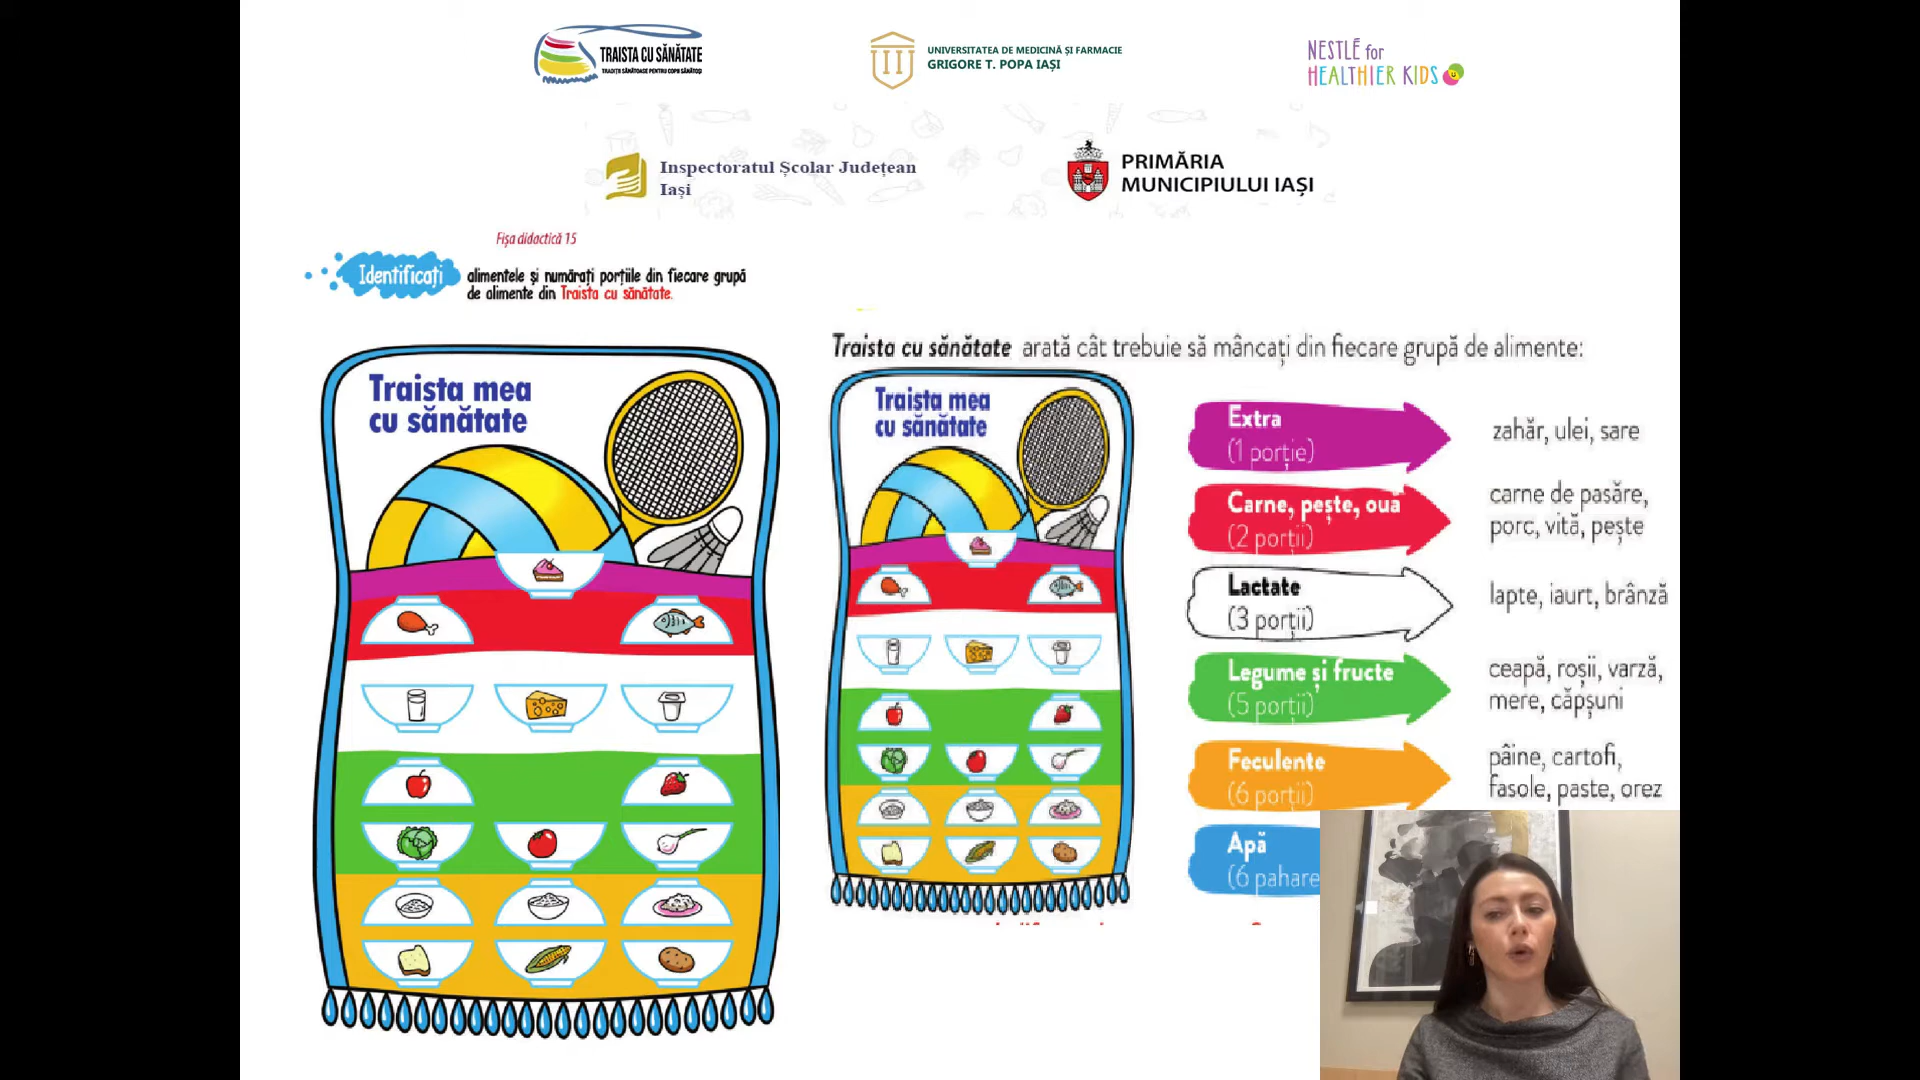 TRAISTA CU SĂNĂTATE
TRADIȚII SĂNĂTOASE PENTRU COPII SĂNĂTOȘI
UNIVERSITATEA DE MEDICINĂ ȘI FARMACIE
GRIGORE T. POPA IAȘI
NESTLÉ for
HEALTHIER KIDS
Inspectoratul Școlar Județean
Iași
PRIMĂRIA
MUNICIPIULUI IAȘI
Fișa didactică 15
Identificați
alimentele și numărați porțiile din fiecare grupă
de alimente din Traista cu sănătate.
Traista mea
cu sănătate
Traista cu sănătate arată cât trebuie să mâncați din fiecare grupă de alimente:
Traista mea
cu sănătate
Extra
(1 porție)
zahăr, ulei, sare
Carne, pește, ouă
(2 porții)
carne de pasăre,
porc, vită, pește
Lactate
(3 porții)
lapte, iaurt, brânză
Legume și fructe
(5 porții)
ceapă, roșii, varză,
mere, căpșuni
Feculente
(6 porții)
pâine, cartofi,
fasole, paste, orez
Apă
(6 pahare